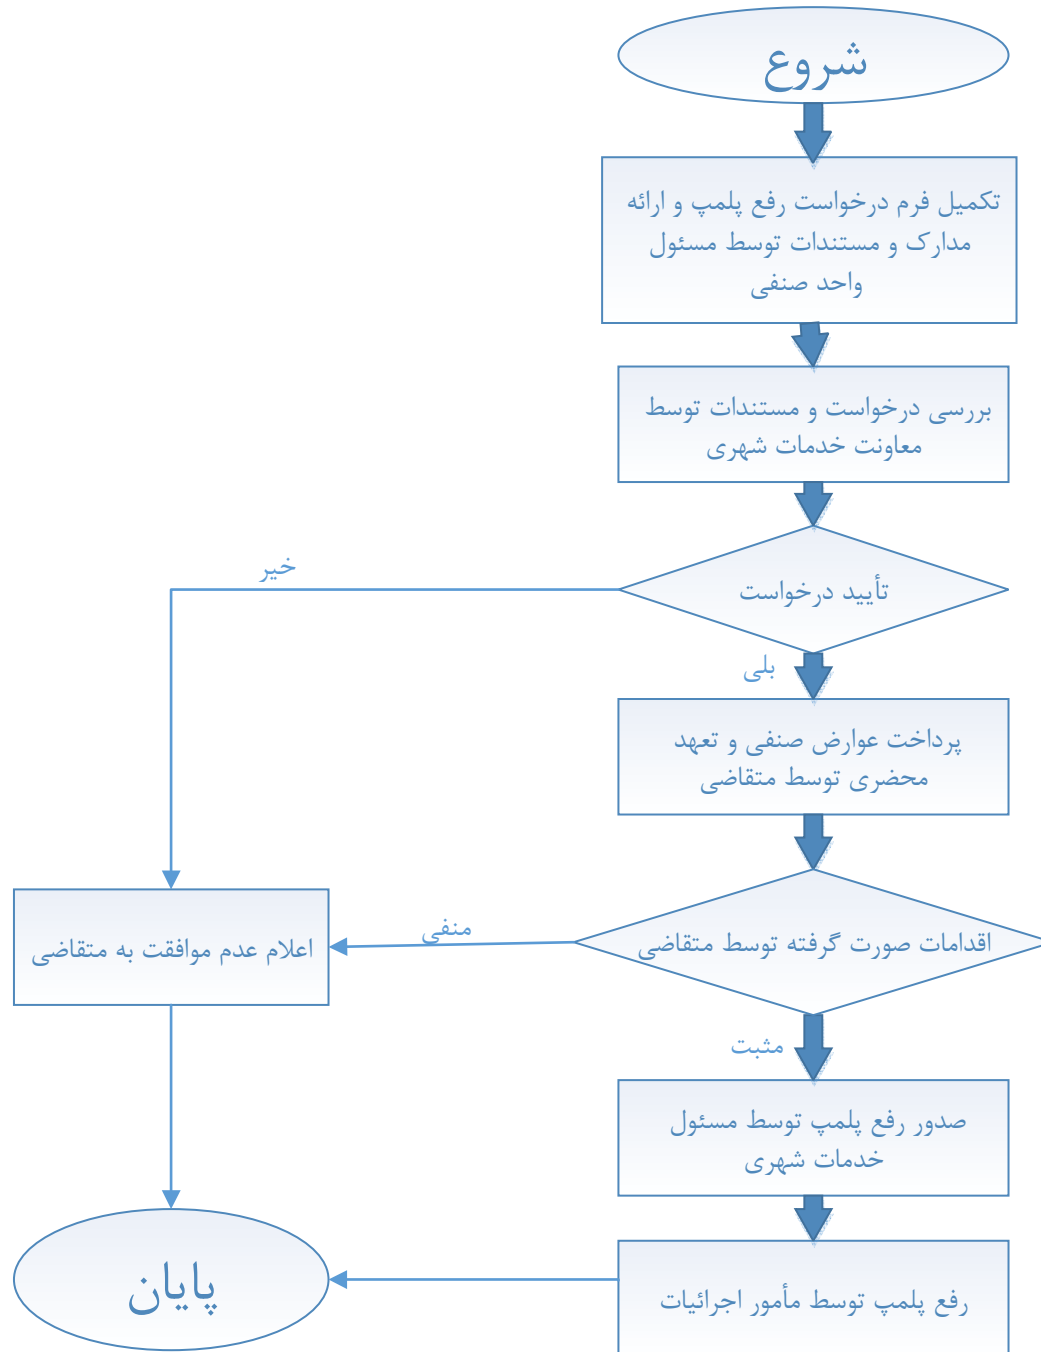 شروع
تکمیل فرم درخواست رفع پلمپ و ارائه
مدارک و مستندات توسط مسئول
واحد صنفی
بررسی درخواست و مستندات توسط
معاونت خدمات شهری
تأیید درخواست
خیر
بلی
پرداخت عوارض صنفی و تعهد
محضری توسط متقاضی
اقدامات صورت گرفته توسط متقاضی
منفی
اعلام عدم موافقت به متقاضی
مثبت
صدور رفع پلمپ توسط مسئول
خدمات شهری
رفع پلمپ توسط مأمور اجرائیات
پایان